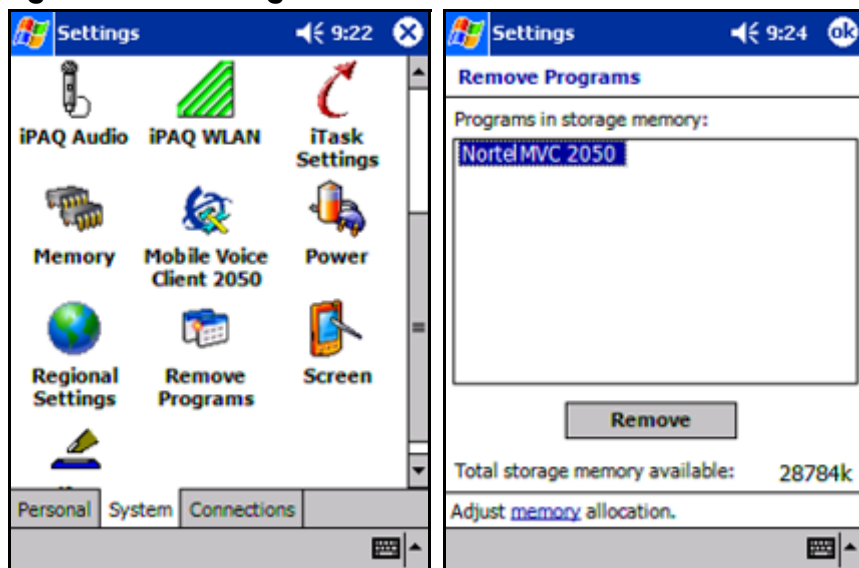 Settings 9:22
iPAQ Audio iPAQ WLAN iTask
Settings
Memory Mobile Voice Power
Client 2050
Regional Remove Screen
Settings Programs
Personal System Connections
Settings 9:24 ok
Remove Programs
Programs in storage memory:
Nortel MVC 2050
Remove
Total storage memory available: 28784k
Adjust memory allocation.